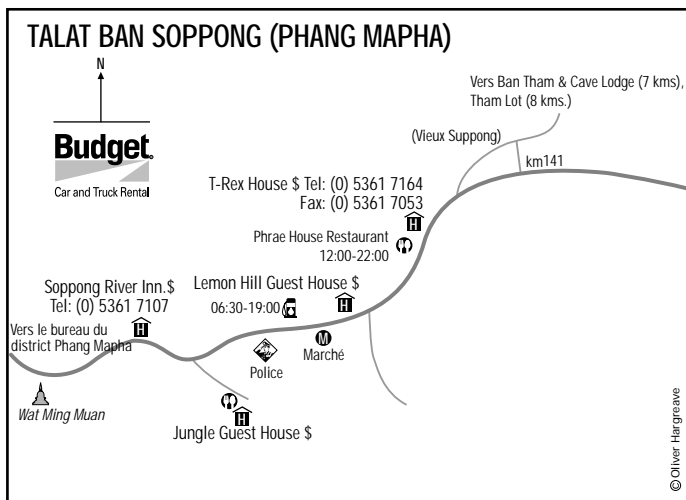 TALAT BAN SOPPONG (PHANG MAPHA)
N
Budget®
Car and Truck Rental
Vers Ban Tham & Cave Lodge (7 kms),
Tham Lot (8 kms.)
(Vieux Suppong)
km141
T-Rex House $ Tel: (0) 5361 7164
Fax: (0) 5361 7053
H
Phrae House Restaurant
12:00-22:00
Soppong River Inn.$
Tel: (0) 5361 7107
H
Lemon Hill Guest House $
06:30-19:00
H
Vers le bureau du
district Phang Mapha
M
Marché
Police
Wat Ming Muan
H
Jungle Guest House $
© Oliver Hargreave